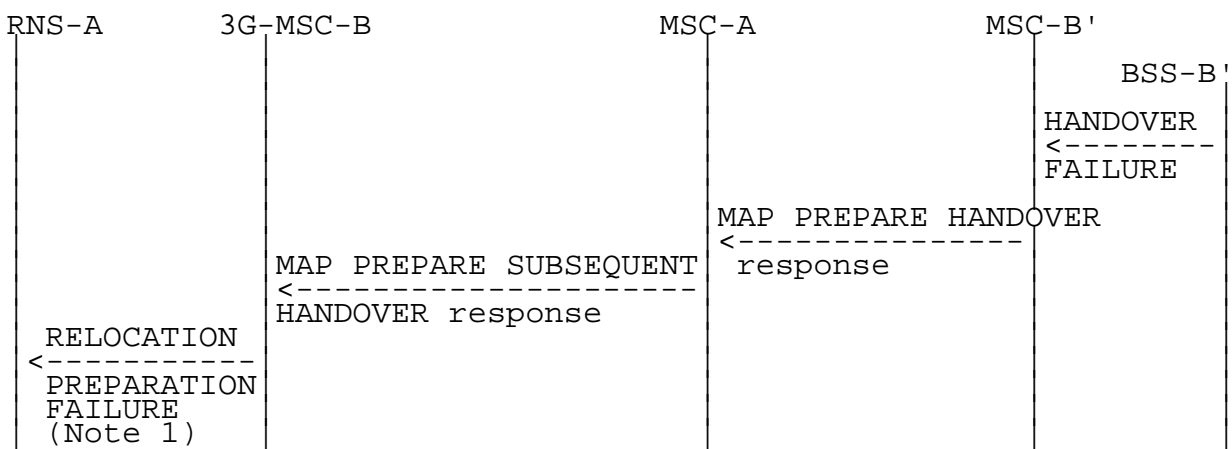 RNS-A 3G-MSC-B MSC-A MSC-B'
BSS-B'
HANDOVER
<--------
FAILURE
MAP PREPARE HANDOVER
<---------------
MAP PREPARE SUBSEQUENT response
<---------------------
HANDOVER response
RELOCATION
<-----------
PREPARATION
FAILURE
(Note 1)